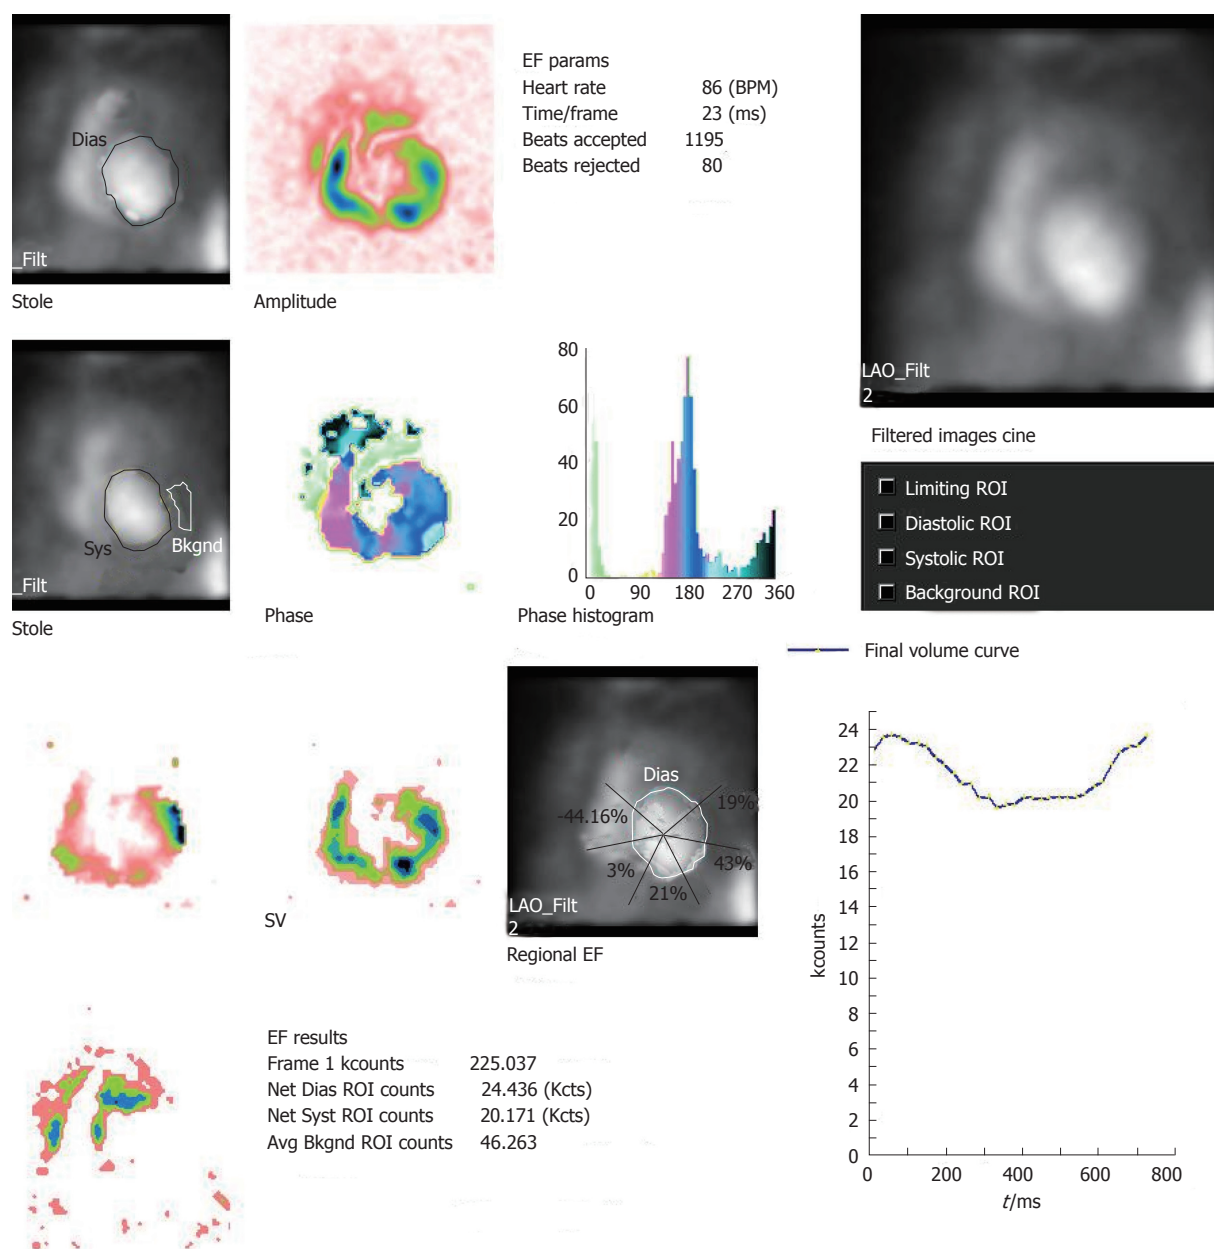 Dias
_Filt
Stole
Amplitude
EF params
Heart rate 86 (BPM)
Time/frame 23 (ms)
Beats accepted 1195
Beats rejected 80
LAO_Filt
2
Filtered images cine
Sys
Bkgnd
_Filt
Stole
Phase
80
60
40
20
0
0 90 180 270 360
Phase histogram
Limiting ROI
Diastolic ROI
Systolic ROI
Background ROI
Final volume curve
SV
Dias
-44.16%
19%
3%
43%
21%
LAO_Filt
2
Regional EF
kcounts
24
22
20
18
16
14
12
10
8
6
4
2
0
0 200 400 600 800
t/ms
EF results
Frame 1 kcounts 225.037
Net Dias ROI counts 24.436 (Kcts)
Net Syst ROI counts 20.171 (Kcts)
Avg Bkgnd ROI counts 46.263